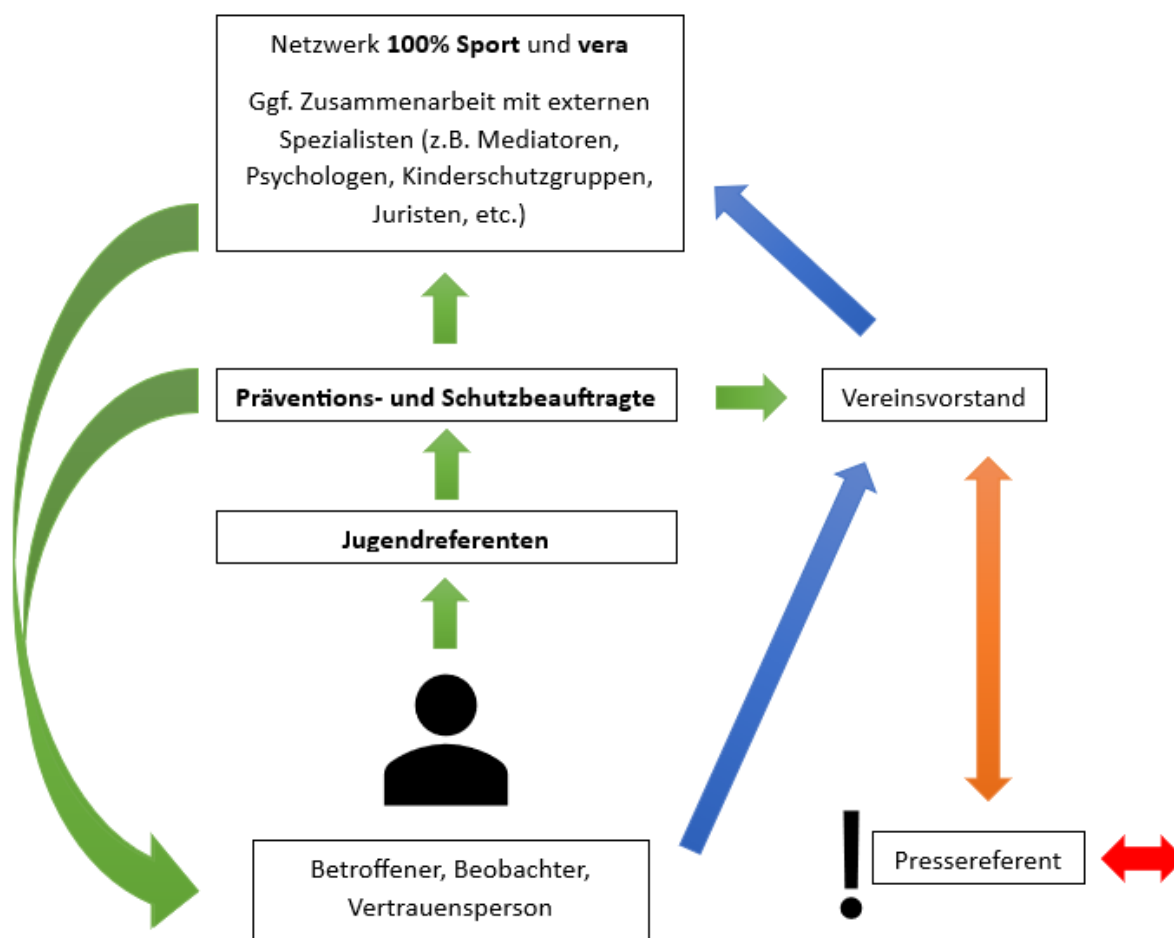 Netzwerk 100% Sport und vera
Ggf. Zusammenarbeit mit externen
Spezialisten (z.B. Mediatoren,
Psychologen, Kinderschutzgruppen,
Juristen, etc.)
Präventions- und Schutzbeauftragte
Vereinsvorstand
Jugendreferenten
Betroffener, Beobachter,
Vertrauensperson
!
Pressereferent